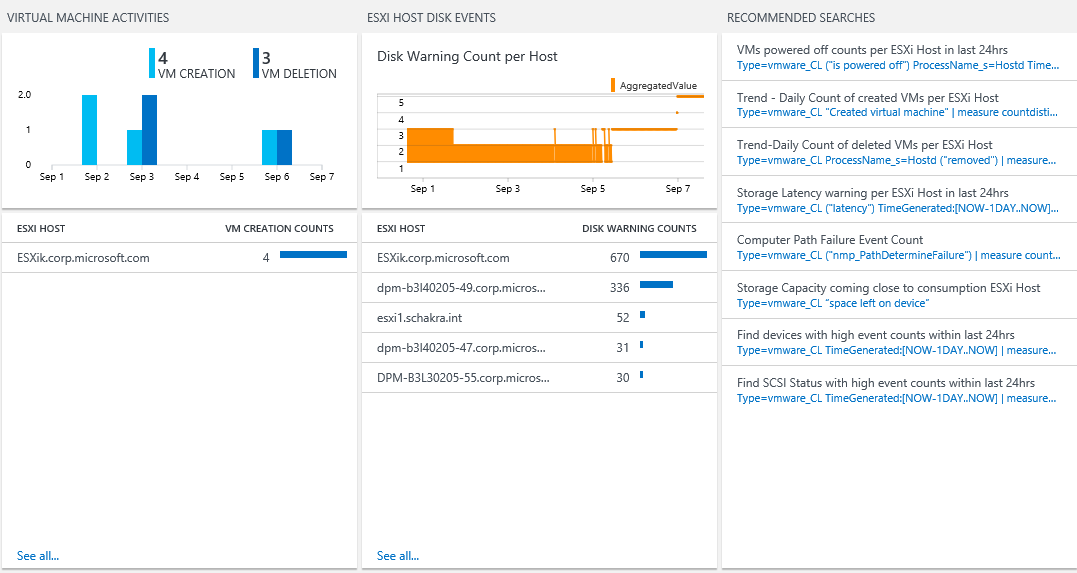 VIRTUAL MACHINE ACTIVITIES
4
VM CREATION
3
VM DELETION
2.0
1
0
Sep 1 Sep 2 Sep 3 Sep 4 Sep 5 Sep 6 Sep 7
ESXI HOST VM CREATION COUNTS
ESXik.corp.microsoft.com 4
See all...
ESXI HOST DISK EVENTS
Disk Warning Count per Host
AggregatedValue
5
4
3
2
1
Sep 1 Sep 3 Sep 5 Sep 7
ESXI HOST DISK WARNING COUNTS
ESXik.corp.microsoft.com 670
dpm-b3l40205-49.corp.micros... 336
esxi1.schakra.int 52
dpm-b3l40205-47.corp.micros... 31
DPM-B3L30205-55.corp.micros... 30
See all...
RECOMMENDED SEARCHES
VMs powered off counts per ESXi Host in last 24hrs
Type=vmware_CL ("is powered off") ProcessName_s=Hostd Time...
Trend - Daily Count of created VMs per ESXi Host
Type=vmware_CL "Created virtual machine" | measure countdisti...
Trend-Daily Count of deleted VMs per ESXi Host
Type=vmware_CL ProcessName_s=Hostd ("removed") | measure...
Storage Latency warning per ESXi Host in last 24hrs
Type=vmware_CL ("latency") TimeGenerated:[NOW-1DAY..NOW]...
Computer Path Failure Event Count
Type=vmware_CL ("nmp_PathDetermineFailure") | measure count...
Storage Capacity coming close to consumption ESXi Host
Type=vmware_CL "space left on device"
Find devices with high event counts within last 24hrs
Type=vmware_CL TimeGenerated:[NOW-1DAY..NOW] | measure...
Find SCSI Status with high event counts within last 24hrs
Type=vmware_CL TimeGenerated:[NOW-1DAY..NOW] | measure...